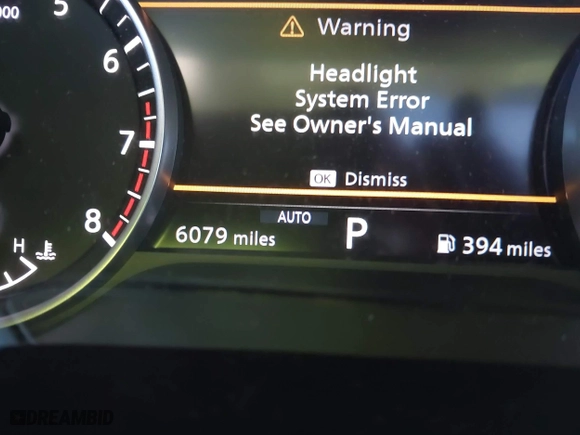 000
5
6
7
8
H
Warning
Headlight
System Error
See Owner's Manual
OK Dismiss
AUTO
6079 miles
P
394 miles
DREAMBID